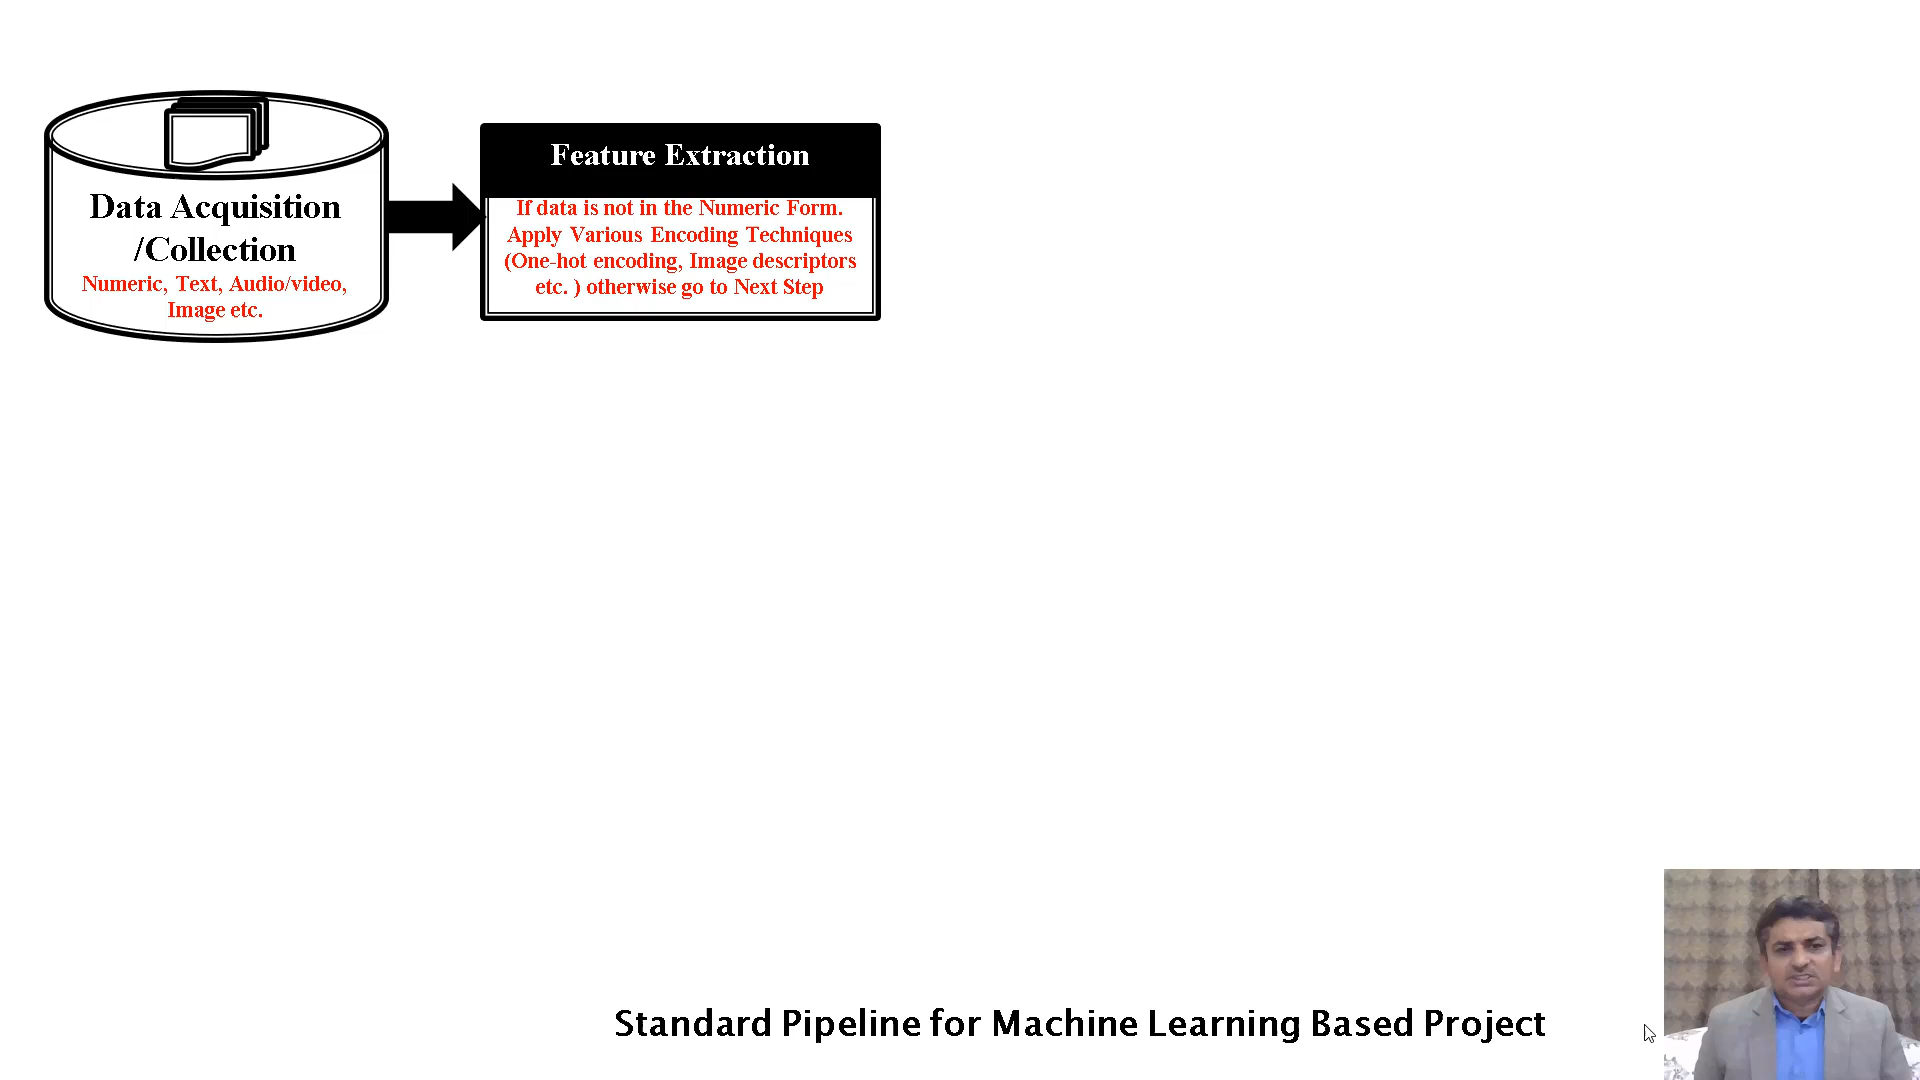 Data Acquisition
/Collection
Numeric, Text, Audio/video,
Image etc.
Feature Extraction
If data is not in the Numeric Form.
Apply Various Encoding Techniques
(One-hot encoding, Image descriptors
etc. ) otherwise go to Next Step
Standard Pipeline for Machine Learning Based Project